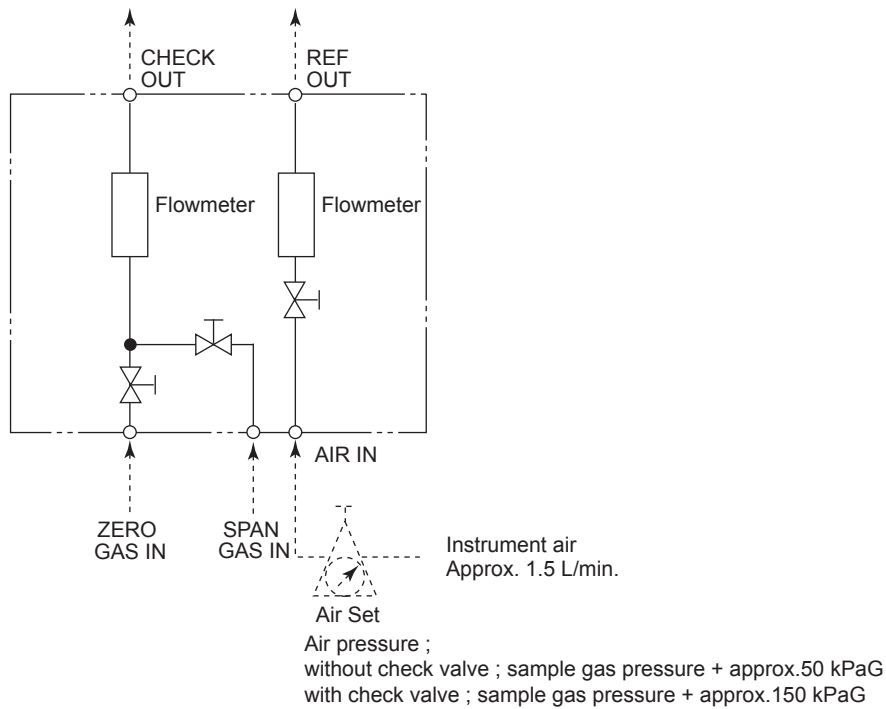 CHECK
OUT
REF
OUT
Flowmeter
Flowmeter
AIR IN
ZERO
GAS IN
SPAN
GAS IN
Instrument air
Approx. 1.5 L/min.
Air Set
Air pressure ;
without check valve ; sample gas pressure + approx.50 kPaG
with check valve ; sample gas pressure + approx.150 kPaG